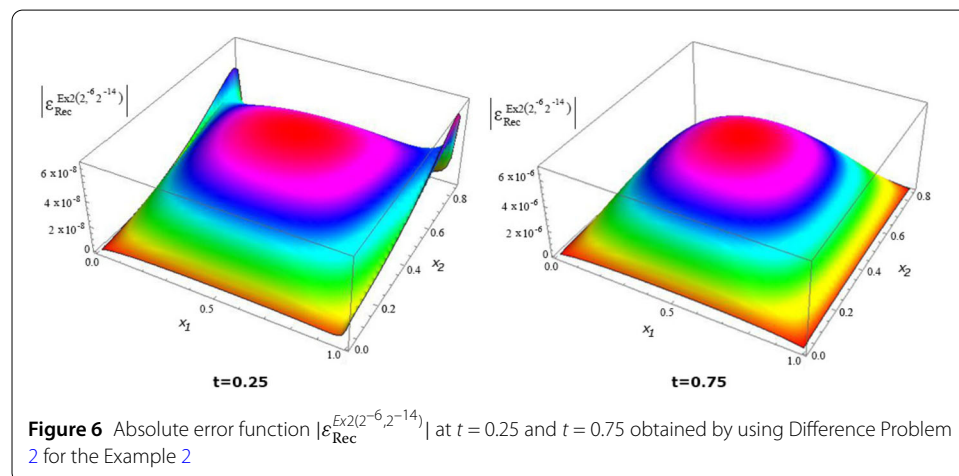 |ε_Rec^Ex2(2,^-6 2^-14)|
6 × 10^-8
4 × 10^-8
2 × 10^-8
0
0.0
0.5
1.0
x_1
0.0
0.2
0.4
0.6
0.8
x_2
t=0.25
|ε_Rec^Ex2(2,^-6 2^-14)|
6 × 10^-6
4 × 10^-6
2 × 10^-6
0
0.0
0.5
1.0
x_1
0.0
0.2
0.4
0.6
0.8
x_2
t=0.75
Figure 6 Absolute error function |ε_Rec^Ex2(2^−6,2^−14)| at t = 0.25 and t = 0.75 obtained by using Difference Problem
2 for the Example 2